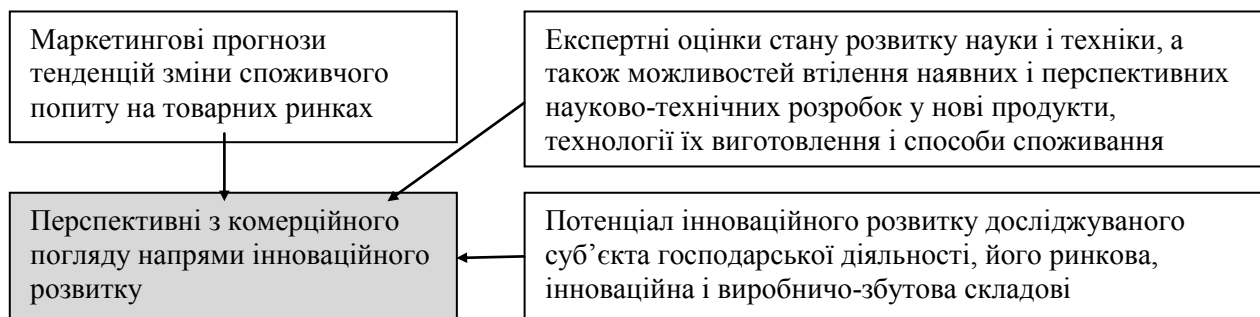 Маркетингові прогнози
тенденцій зміни споживчого
попиту на товарних ринках
Експертні оцінки стану розвитку науки і техніки, а
також можливостей втілення наявних і перспективних
науково-технічних розробок у нові продукти,
технології їх виготовлення і способи споживання
Перспективні з комерційного
погляду напрями інноваційного
розвитку
Потенціал інноваційного розвитку досліджуваного
суб’єкта господарської діяльності, його ринкова,
інноваційна і виробничо-збутова складові